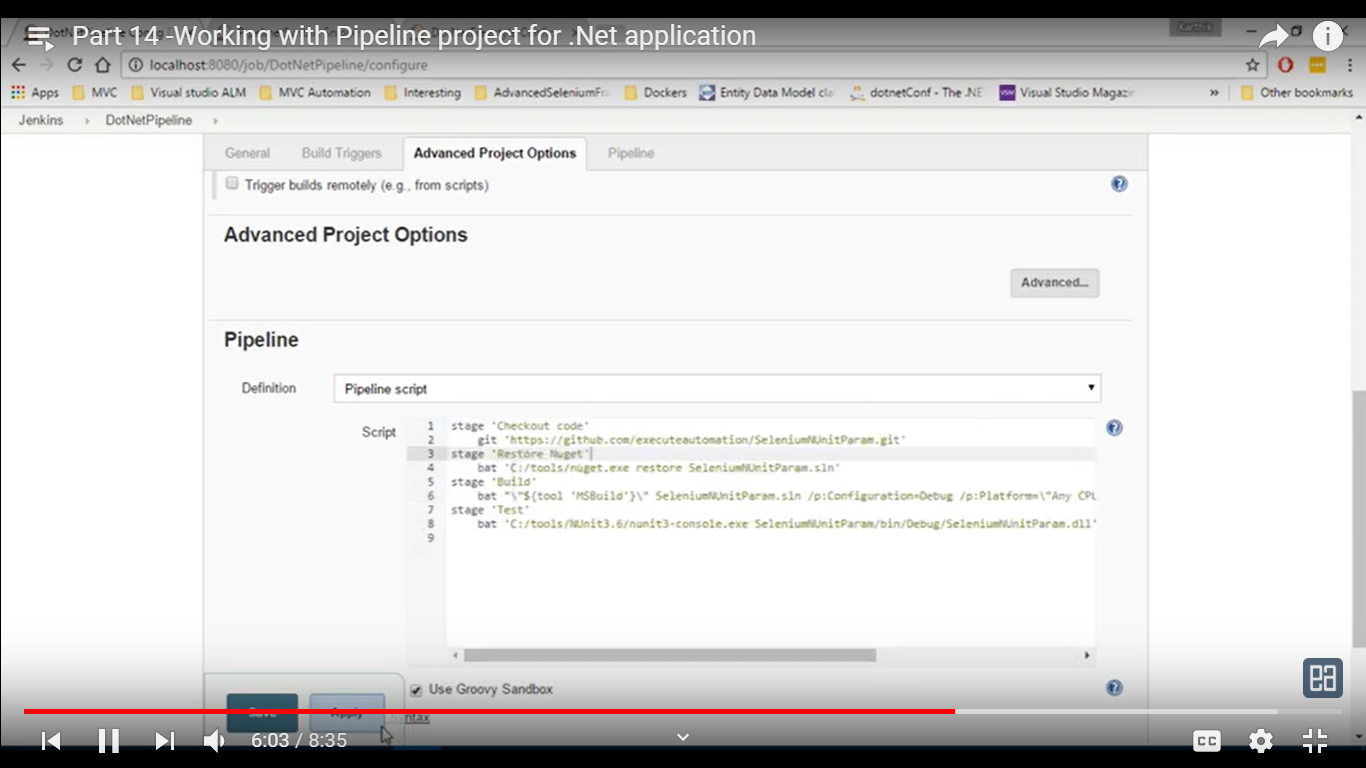 Part 14 -Working with Pipeline project for .Net application
localhost:8080/job/DotNetPipeline/configure
Apps MVC Visual studio ALM MVC Automation Interesting AdvancedSeleniumFr Dockers Entity Data Model cla dotnetConf - The .NE Visual Studio Magazi » Other bookmarks
Jenkins › DotNetPipeline ›
General Build Triggers Advanced Project Options Pipeline
Trigger builds remotely (e.g., from scripts)
Advanced Project Options
Advanced...
Pipeline
Definition Pipeline script
Script
1 stage 'Checkout code'
2 git 'https://github.com/executeautomation/SeleniumNUnitParam.git'
3 stage 'Restore Nuget'
4 bat 'C:/tools/nuget.exe restore SeleniumNUnitParam.sln'
5 stage 'Build'
6 bat "\"${tool 'MSBuild'}\" SeleniumNUnitParam.sln /p:Configuration=Debug /p:Platform=\"Any CPU
7 stage 'Test'
8 bat 'C:/tools/NUnit3.6/nunit3-console.exe SeleniumNUnitParam/bin/Debug/SeleniumNUnitParam.dll'
9
Use Groovy Sandbox
Save Apply
6:03 / 8:35
CC